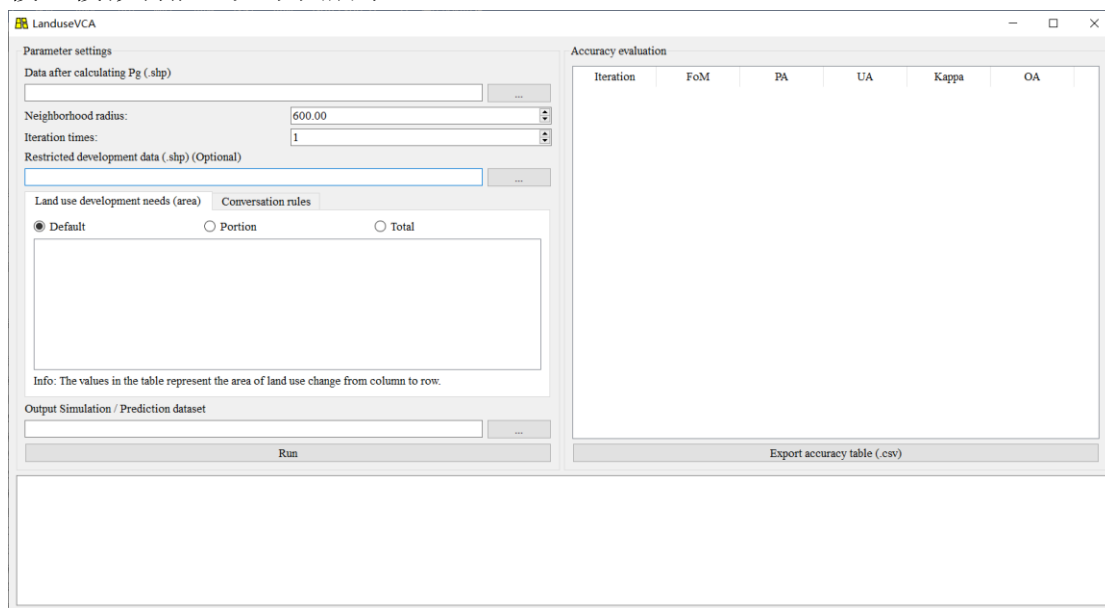 LanduseVCA
Parameter settings
Data after calculating Pg (.shp)
...
Neighborhood radius: 600.00
Iteration times: 1
Restricted development data (.shp) (Optional)
...
Land use development needs (area) Conversation rules
Default Portion Total
Info: The values in the table represent the area of land use change from column to row.
Output Simulation / Prediction dataset
...
Run
Accuracy evaluation
Iteration FoM PA UA Kappa OA
Export accuracy table (.csv)